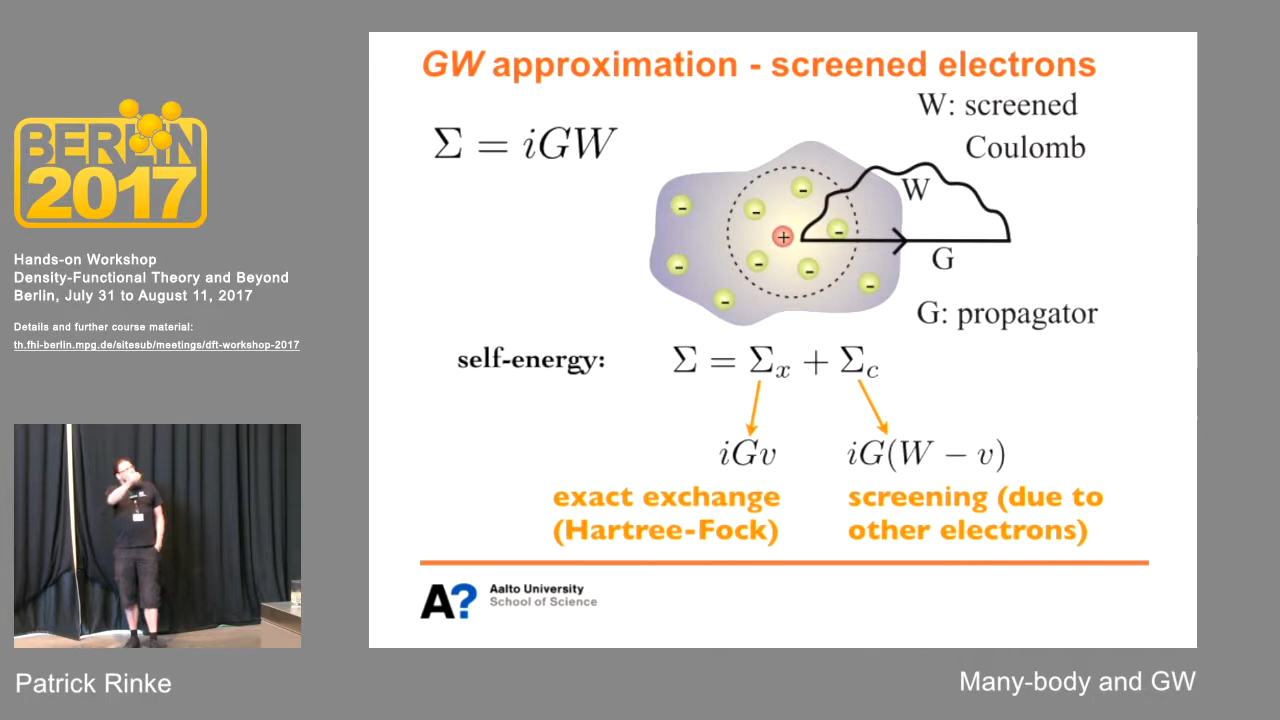 BERLIN
2017
Hands-on Workshop
Density-Functional Theory and Beyond
Berlin, July 31 to August 11, 2017
Details and further course material:
th.fhi-berlin.mpg.de/sitesub/meetings/dft-workshop-2017
GW approximation - screened electrons
Σ = iGW
W: screened
Coulomb
W
- - - - - - - - -
+
G
G: propagator
self-energy: Σ = Σx + Σc
iGv iG(W − v)
exact exchange
(Hartree-Fock)
screening (due to
other electrons)
A?
Aalto University
School of Science
Patrick Rinke
Many-body and GW